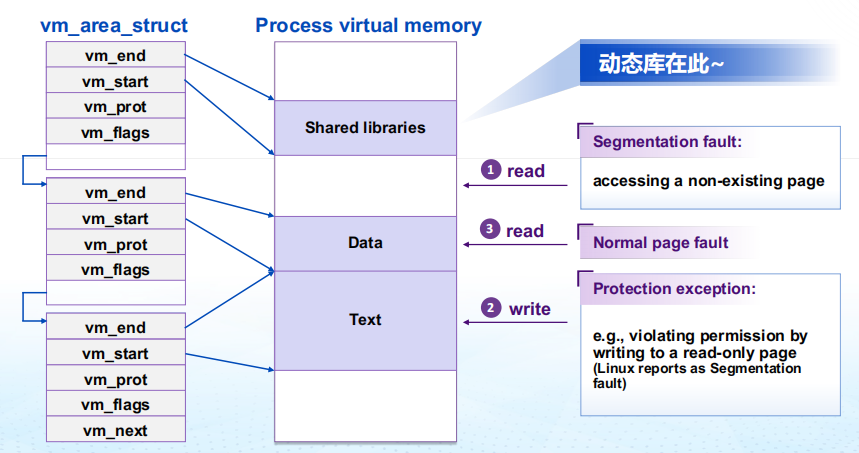 vm_area_struct
vm_end
vm_start
vm_prot
vm_flags
vm_end
vm_start
vm_prot
vm_flags
vm_end
vm_start
vm_prot
vm_flags
vm_next
Process virtual memory
Shared libraries
Data
Text
动态库在此~
1 read
3 read
2 write
Segmentation fault:
accessing a non-existing page
Normal page fault
Protection exception:
e.g., violating permission by
writing to a read-only page
(Linux reports as Segmentation
fault)